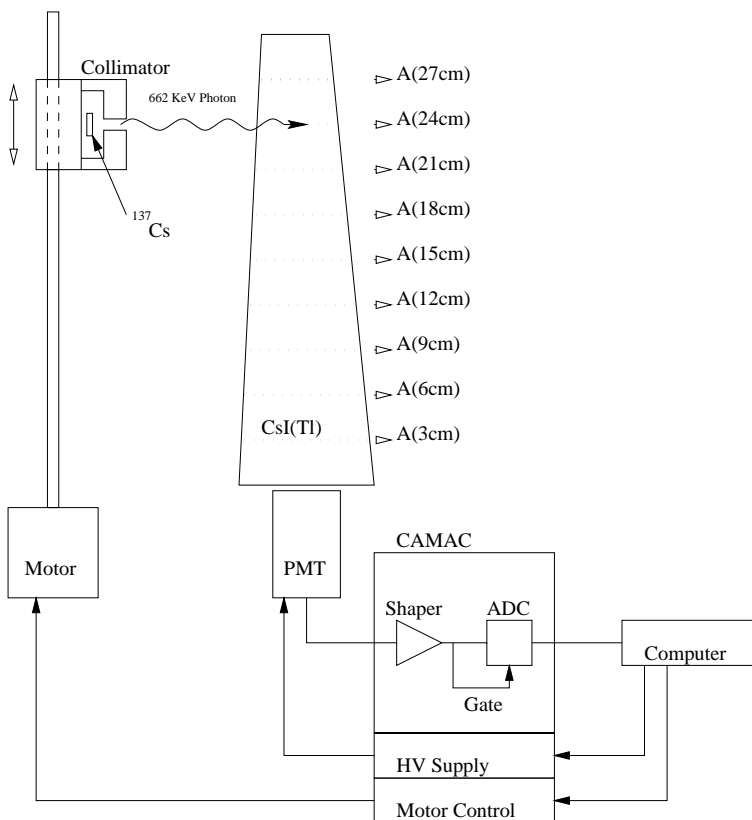 Collimator
662 KeV Photon
137
Cs
A(27cm)
A(24cm)
A(21cm)
A(18cm)
A(15cm)
A(12cm)
A(9cm)
A(6cm)
A(3cm)
CsI(Tl)
Motor
PMT
CAMAC
Shaper
ADC
Gate
Computer
HV Supply
Motor Control